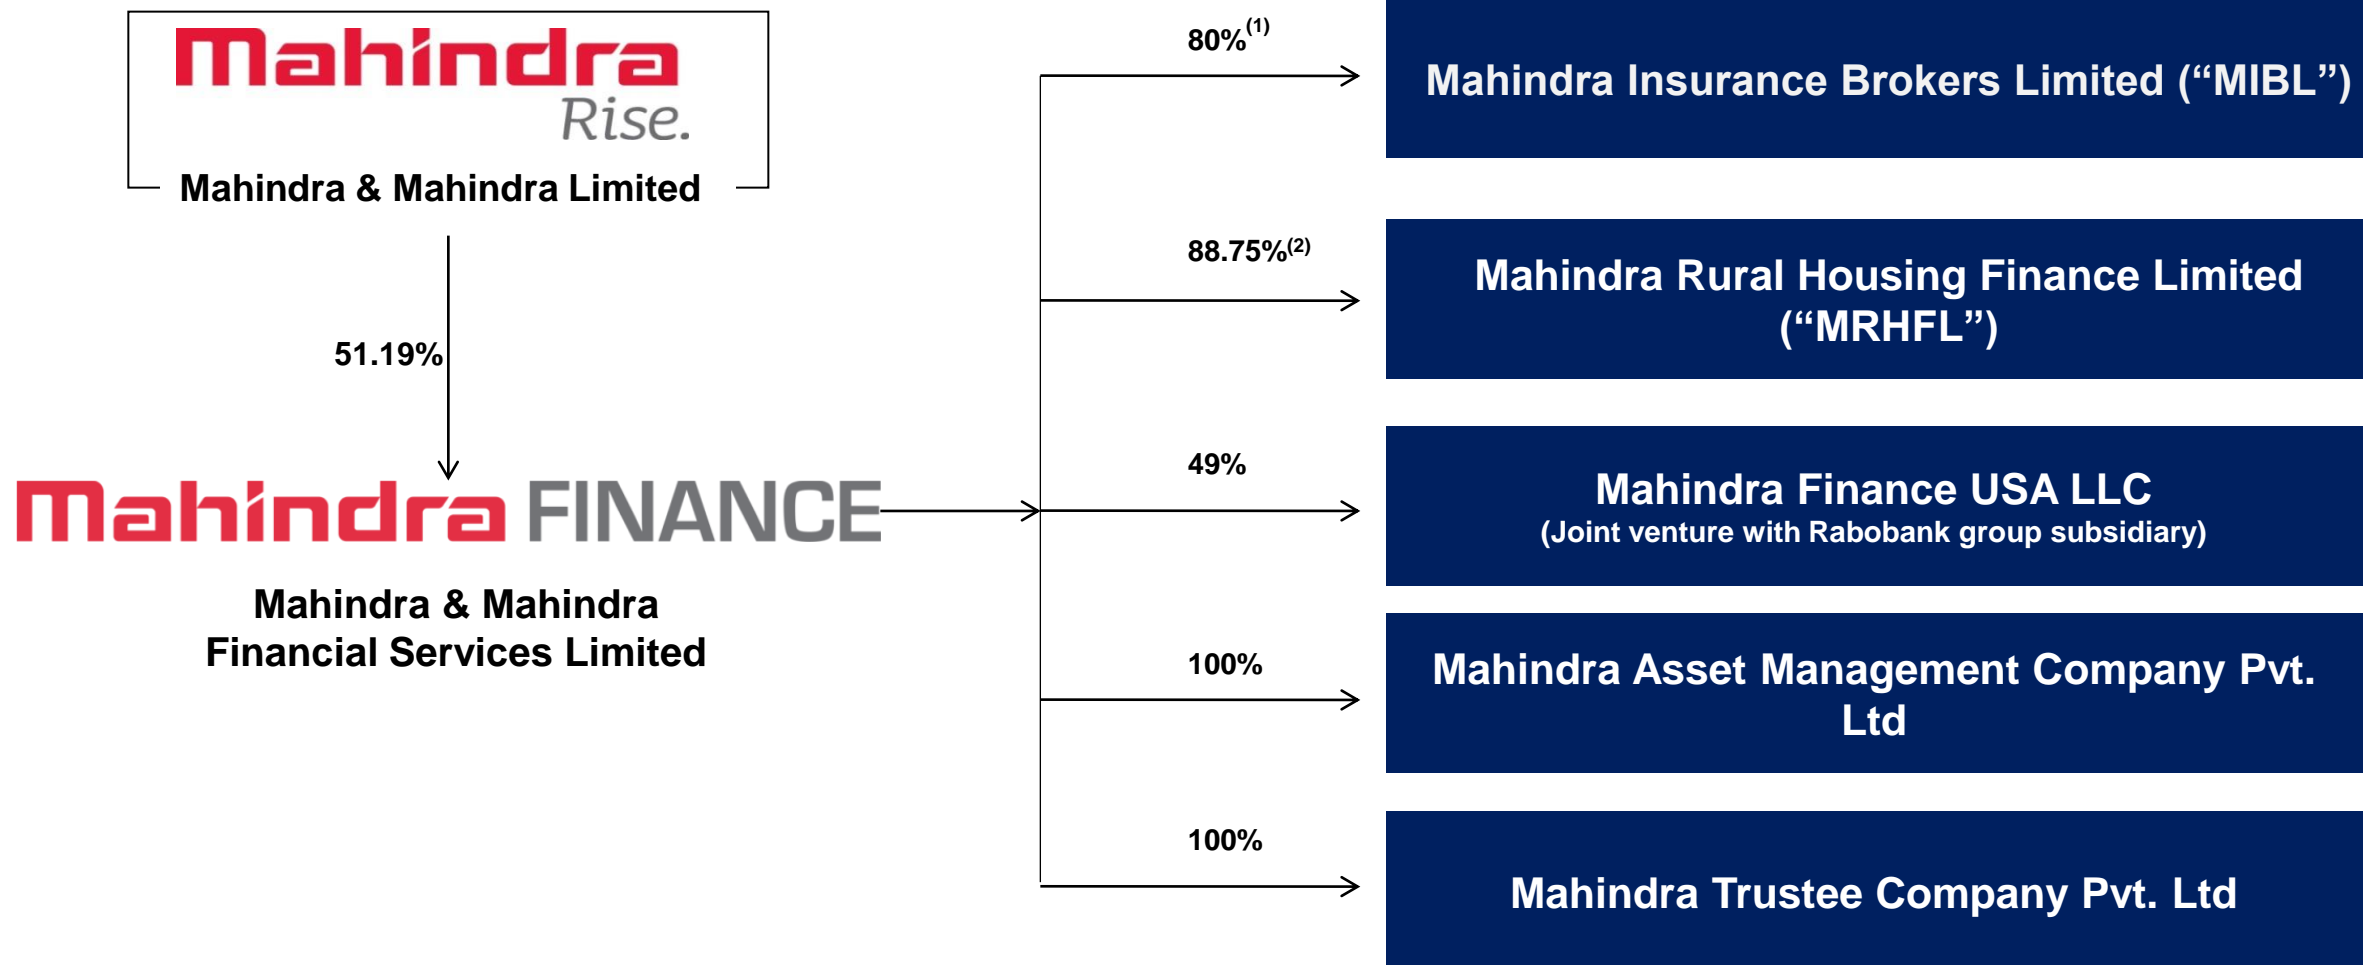 Mahindra
Rise.
Mahindra & Mahindra Limited
51.19%
Mahindra FINANCE
Mahindra & Mahindra
Financial Services Limited
80%(1)
Mahindra Insurance Brokers Limited (“MIBL”)
88.75%(2)
Mahindra Rural Housing Finance Limited
(“MRHFL”)
49%
Mahindra Finance USA LLC
(Joint venture with Rabobank group subsidiary)
100%
Mahindra Asset Management Company Pvt.
Ltd
100%
Mahindra Trustee Company Pvt. Ltd